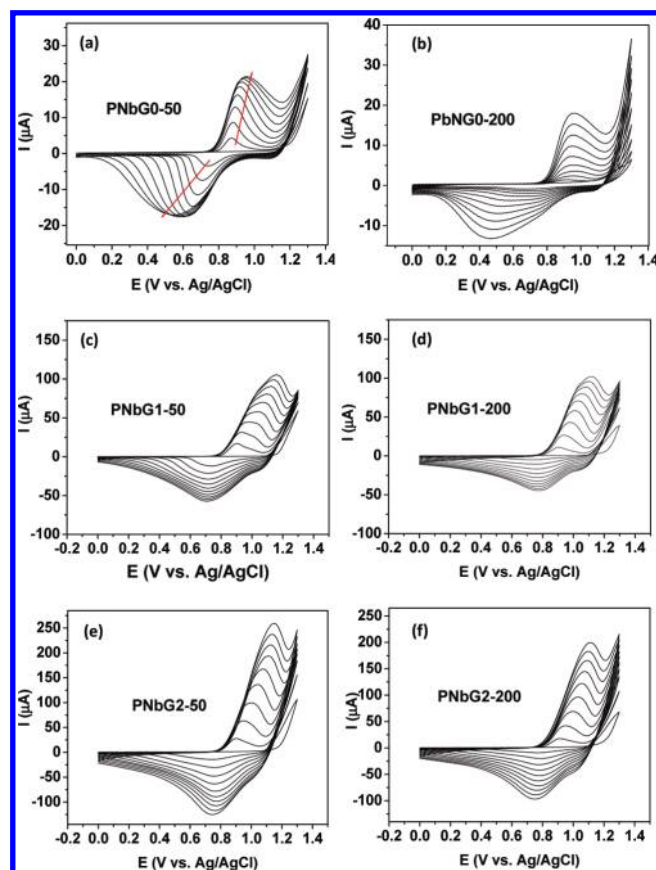 (a)
PNbG0-50
I (µA)
30
20
10
0
-10
-20
0.0 0.2 0.4 0.6 0.8 1.0 1.2 1.4
E (V vs. Ag/AgCl)
(b)
PbNG0-200
I (µA)
40
30
20
10
0
-10
0.0 0.2 0.4 0.6 0.8 1.0 1.2 1.4
E (V vs. Ag/AgCl)
(c)
PNbG1-50
I (µA)
150
100
50
0
-50
-100
-0.2 0.0 0.2 0.4 0.6 0.8 1.0 1.2 1.4
E (V vs. Ag/AgCl)
(d)
PNbG1-200
I (µA)
150
100
50
0
-50
-100
-0.2 0.0 0.2 0.4 0.6 0.8 1.0 1.2 1.4
E (V vs. Ag/AgCl)
(e)
PNbG2-50
I (µA)
250
200
150
100
50
0
-50
-100
-0.2 0.0 0.2 0.4 0.6 0.8 1.0 1.2 1.4
E (V vs. Ag/AgCl)
(f)
PNbG2-200
I (µA)
250
200
150
100
50
0
-50
-100
-0.2 0.0 0.2 0.4 0.6 0.8 1.0 1.2 1.4
E (V vs. Ag/AgCl)